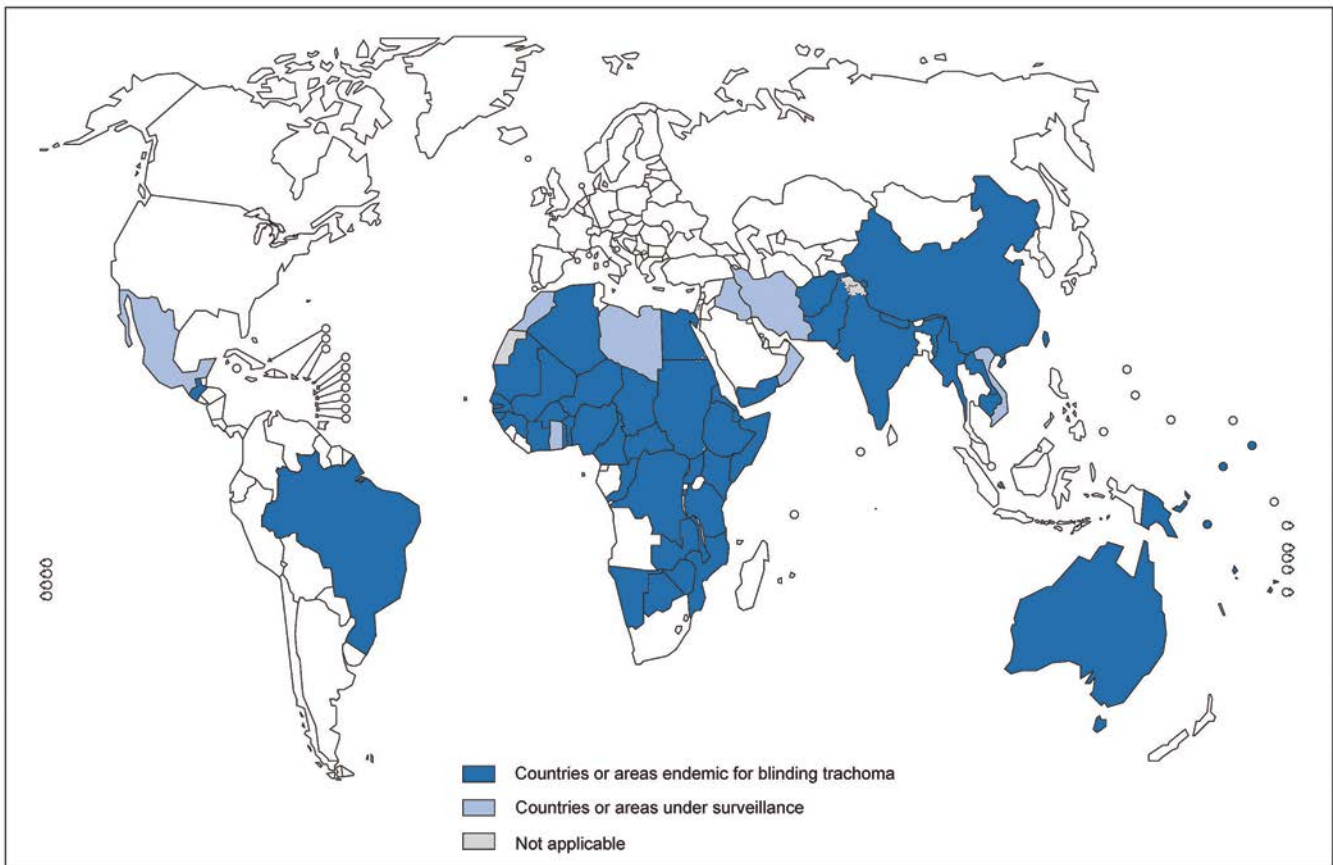 Countries or areas endemic for blinding trachoma
Countries or areas under surveillance
Not applicable